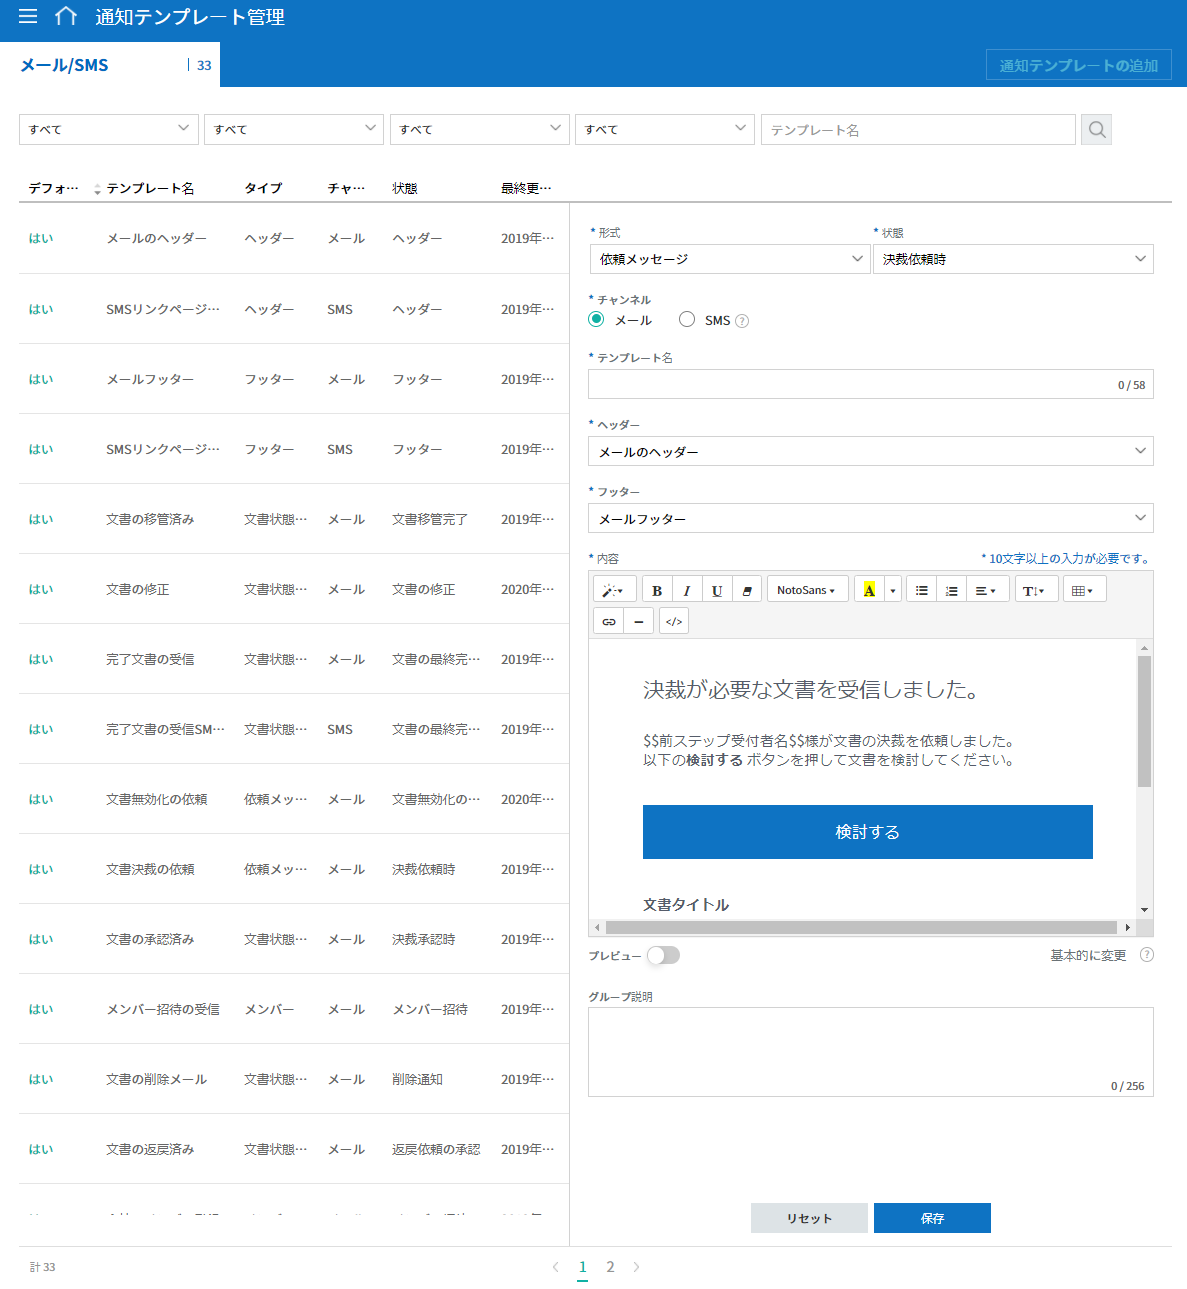 通知テンプレート管理
メール/SMS 33 通知テンプレートの追加
すべて すべて すべて すべて テンプレート名
デフォ… テンプレート名 タイプ チャ… 状態 最終更…
はい メールのヘッダー ヘッダー メール ヘッダー 2019年…
はい SMSリンクページ… ヘッダー SMS ヘッダー 2019年…
はい メールフッター フッター メール フッター 2019年…
はい SMSリンクページ… フッター SMS フッター 2019年…
はい 文書の移管済み 文書状態… メール 文書移管完了 2019年…
はい 文書の修正 文書状態… メール 文書の修正 2020年…
はい 完了文書の受信 文書状態… メール 文書の最終完… 2019年…
はい 完了文書の受信SM… 文書状態… SMS 文書の最終完… 2019年…
はい 文書無効化の依頼 依頼メッ… メール 文書無効化の… 2020年…
はい 文書決裁の依頼 依頼メッ… メール 決裁依頼時 2019年…
はい 文書の承認済み 文書状態… メール 決裁承認時 2019年…
はい メンバー招待の受信 メンバー メール メンバー招待 2019年…
はい 文書の削除メール 文書状態… メール 削除通知 2019年…
はい 文書の返戻済み 文書状態… メール 返戻依頼の承認 2019年…
* 形式 * 状態
依頼メッセージ 決裁依頼時
* チャンネル
メール SMS ?
* テンプレート名
0 / 58
* ヘッダー
メールのヘッダー
* フッター
メールフッター
* 内容 * 10文字以上の入力が必要です。
B I U NotoSans A T
</>
決裁が必要な文書を受信しました。
$$前ステップ受付者名$$様が文書の決裁を依頼しました。
以下の検討する ボタンを押して文書を検討してください。
検討する
文書タイトル
プレビュー 基本的に変更 ?
グループ説明
0 / 256
リセット 保存
計 33 1 2